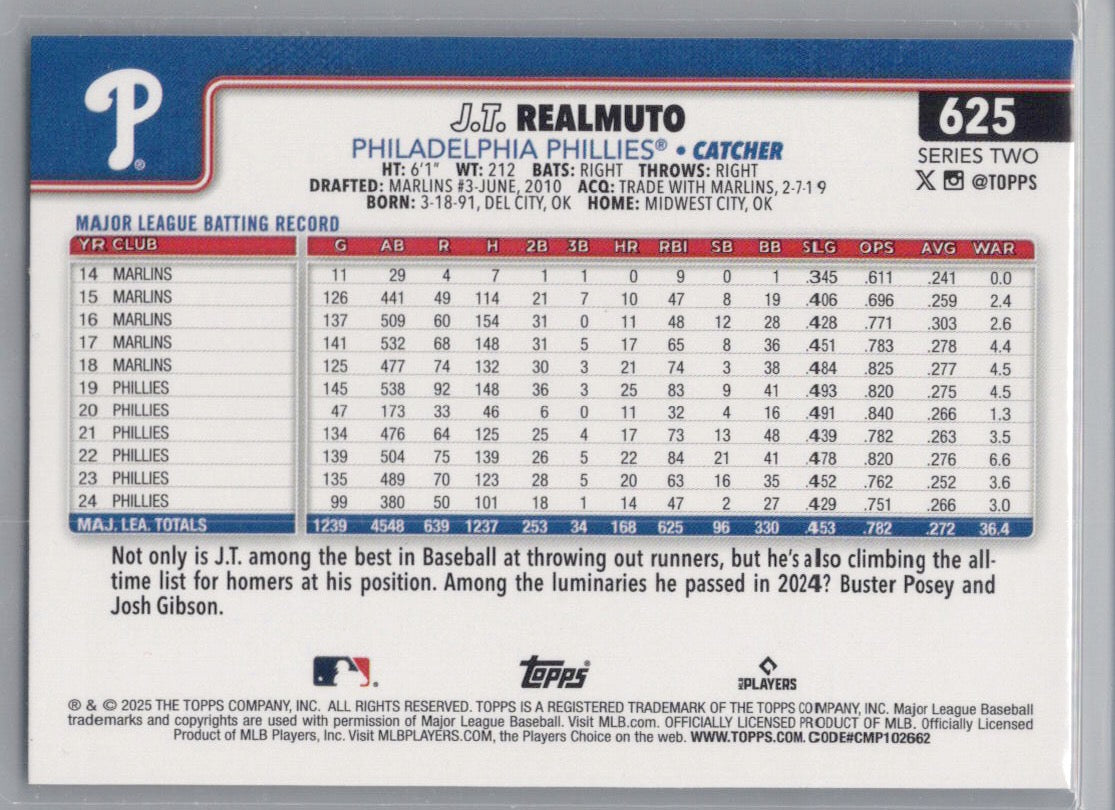 P®
J.T. REALMUTO
625
PHILADELPHIA PHILLIES® • CATCHER
SERIES TWO
HT: 6'1" WT: 212 BATS: RIGHT THROWS: RIGHT
X @TOPPS
DRAFTED: MARLINS #3-JUNE, 2010 ACQ: TRADE WITH MARLINS, 2-7-19
BORN: 3-18-91, DEL CITY, OK HOME: MIDWEST CITY, OK
MAJOR LEAGUE BATTING RECORD
YR CLUB G AB R H 2B 3B HR RBI SB BB SLG OPS AVG WAR
14 MARLINS 11 29 4 7 1 1 0 9 0 1 .345 .611 .241 0.0
15 MARLINS 126 441 49 114 21 7 10 47 8 19 .406 .696 .259 2.4
16 MARLINS 137 509 60 154 31 0 11 48 12 28 .428 .771 .303 2.6
17 MARLINS 141 532 68 148 31 5 17 65 8 36 .451 .783 .278 4.4
18 MARLINS 125 477 74 132 30 3 21 74 3 38 .484 .825 .277 4.5
19 PHILLIES 145 538 92 148 36 3 25 83 9 41 .493 .820 .275 4.5
20 PHILLIES 47 173 33 46 6 0 11 32 4 16 .491 .840 .266 1.3
21 PHILLIES 134 476 64 125 25 4 17 73 13 48 .439 .782 .263 3.5
22 PHILLIES 139 504 75 139 26 5 22 84 21 41 .478 .820 .276 6.6
23 PHILLIES 135 489 70 123 28 5 20 63 16 35 .452 .762 .252 3.6
24 PHILLIES 99 380 50 101 18 1 14 47 2 27 .429 .751 .266 3.0
MAJ. LEA. TOTALS 1239 4548 639 1237 253 34 168 625 96 330 .453 .782 .272 36.4
Not only is J.T. among the best in Baseball at throwing out runners, but he's also climbing the all-
time list for homers at his position. Among the luminaries he passed in 2024? Buster Posey and
Josh Gibson.
topps® PLAYERS
® & © 2025 THE TOPPS COMPANY, INC. ALL RIGHTS RESERVED. TOPPS IS A REGISTERED TRADEMARK OF THE TOPPS COMPANY, INC. Major League Baseball
trademarks and copyrights are used with permission of Major League Baseball. Visit MLB.com. OFFICIALLY LICENSED PRODUCT OF MLB. Officially Licensed
Product of MLB Players, Inc. Visit MLBPLAYERS.COM, the Players Choice on the web. WWW.TOPPS.COM. CODE#CMP102662